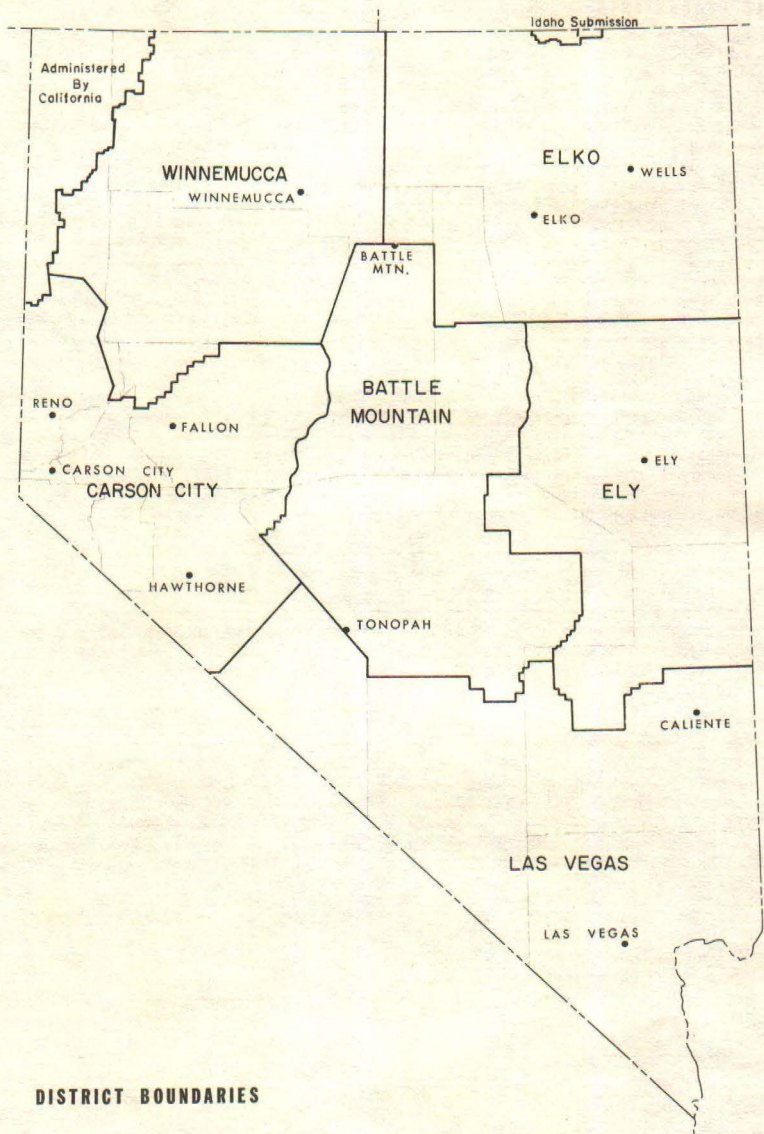 Idaho Submission
Administered
By
California
WINNEMUCCA
WINNEMUCCA
ELKO
WELLS
ELKO
BATTLE
MTN.
BATTLE
MOUNTAIN
RENO
FALLON
CARSON CITY
CARSON CITY
ELY
ELY
HAWTHORNE
TONOPAH
CALIENTE
LAS VEGAS
LAS VEGAS
DISTRICT BOUNDARIES